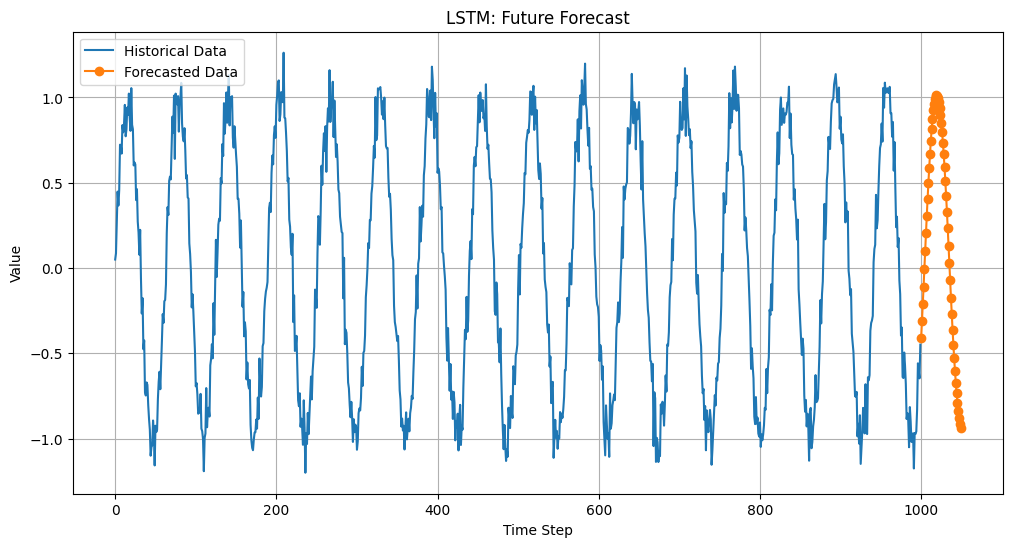 LSTM: Future Forecast
Historical Data
Forecasted Data
Value
1.0
0.5
0.0
−0.5
−1.0
0 200 400 600 800 1000
Time Step